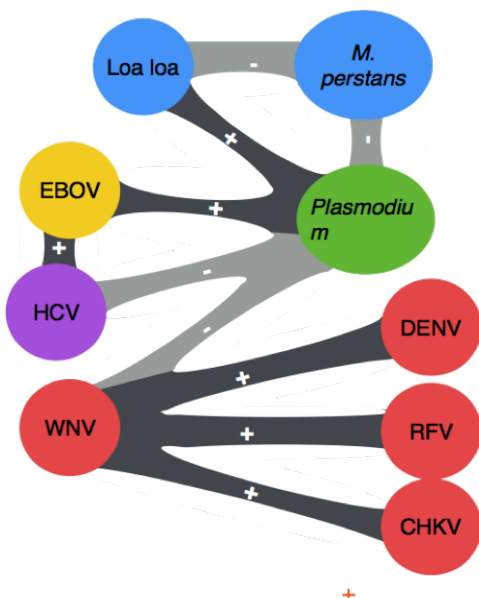 Loa loa
-
M.
perstans
+
-
EBOV
+
Plasmodiu
m
+
-
HCV
-
DENV
+
WNV
+
RFV
+
CHKV
+